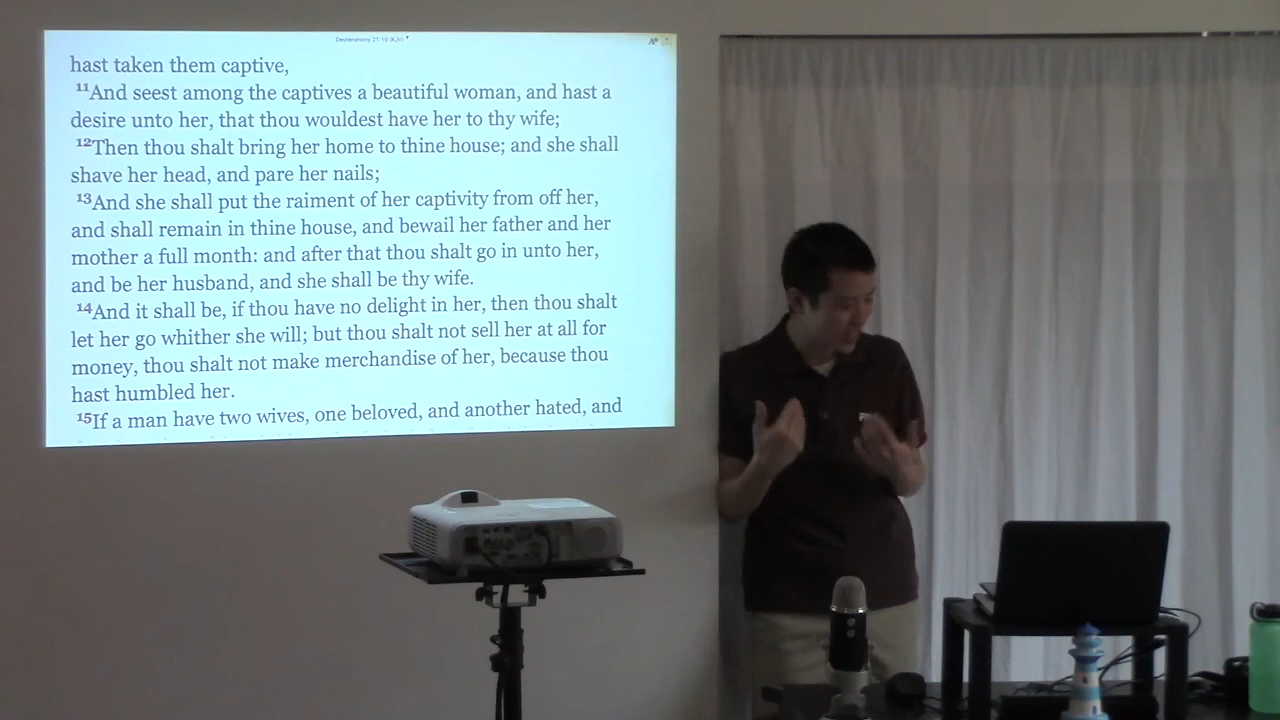 Deuteronomy 21:10 (KJV)
hast taken them captive,
¹¹And seest among the captives a beautiful woman, and hast a
desire unto her, that thou wouldest have her to thy wife;
¹²Then thou shalt bring her home to thine house; and she shall
shave her head, and pare her nails;
¹³And she shall put the raiment of her captivity from off her,
and shall remain in thine house, and bewail her father and her
mother a full month: and after that thou shalt go in unto her,
and be her husband, and she shall be thy wife.
¹⁴And it shall be, if thou have no delight in her, then thou shalt
let her go whither she will; but thou shalt not sell her at all for
money, thou shalt not make merchandise of her, because thou
hast humbled her.
¹⁵If a man have two wives, one beloved, and another hated, and